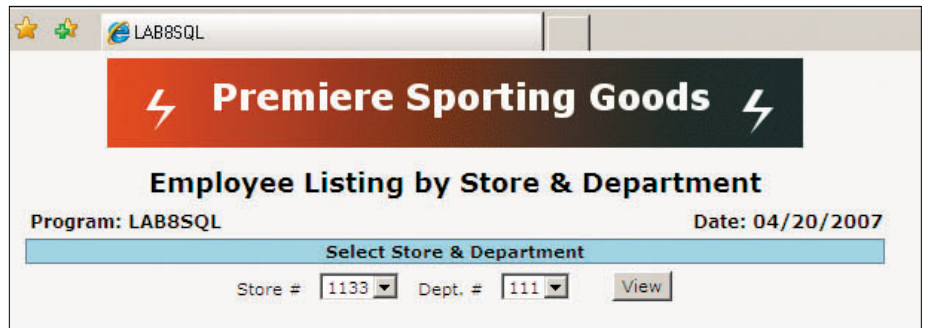 LAB8SQL
Premiere Sporting Goods
Employee Listing by Store & Department
Program: LAB8SQL Date: 04/20/2007
Select Store & Department
Store # 1133 Dept. # 111 View